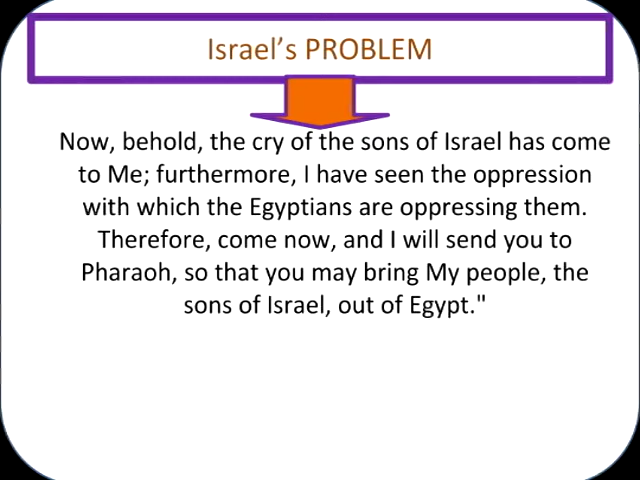 Israel’s PROBLEM
Now, behold, the cry of the sons of Israel has come
to Me; furthermore, I have seen the oppression
with which the Egyptians are oppressing them.
Therefore, come now, and I will send you to
Pharaoh, so that you may bring My people, the
sons of Israel, out of Egypt."